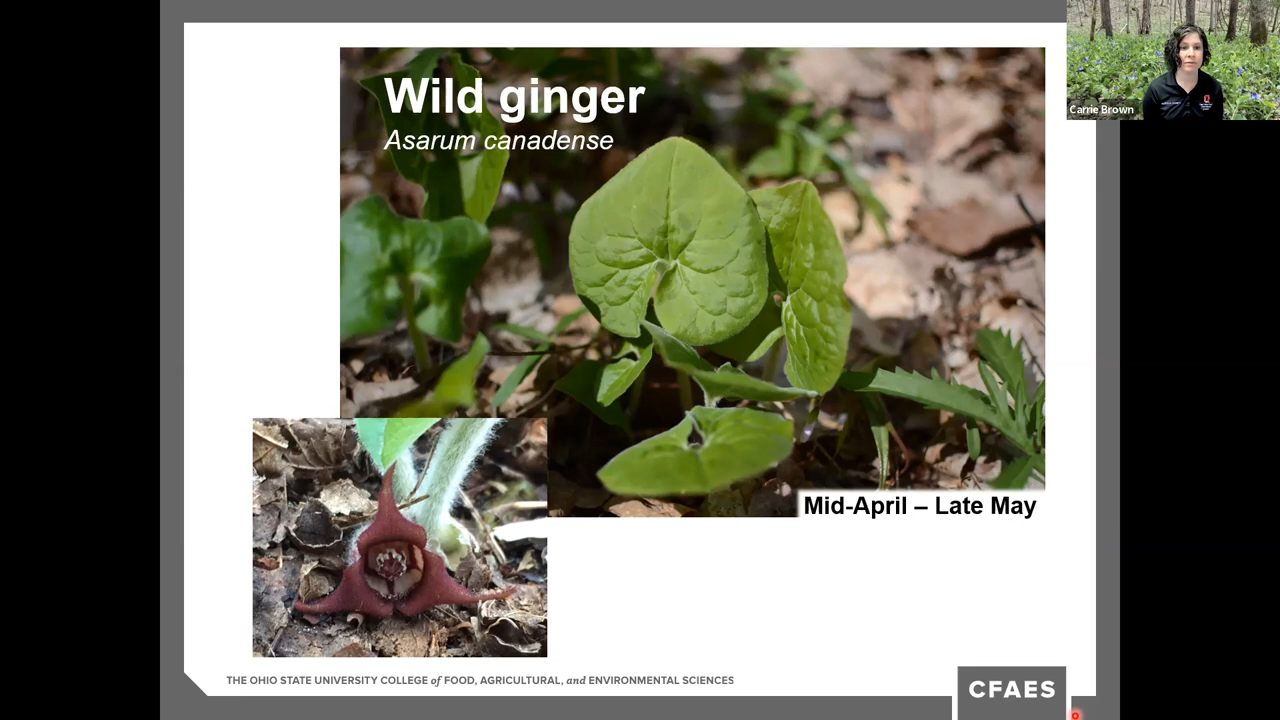 Wild ginger
Asarum canadense
Carrie Brown
Mid-April – Late May
THE OHIO STATE UNIVERSITY COLLEGE of FOOD, AGRICULTURAL, and ENVIRONMENTAL SCIENCES
CFAES